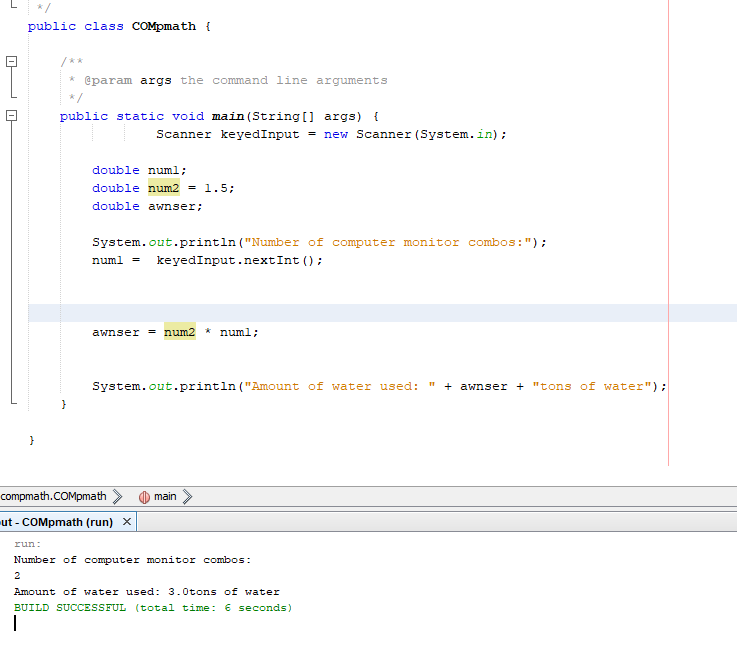 */
public class COMpmath {
/**
* @param args the command line arguments
*/
public static void main(String[] args) {
Scanner keyedInput = new Scanner(System.in);
double num1;
double num2 = 1.5;
double awnser;
System.out.println("Number of computer monitor combos:");
num1 =  keyedInput.nextInt();
awnser = num2 * num1;
System.out.println("Amount of water used: " + awnser + "tons of water");
}
}
compmath.COMpmath
main
ut - COMpmath (run) ×
run:
Number of computer monitor combos:
2
Amount of water used: 3.0tons of water
BUILD SUCCESSFUL (total time: 6 seconds)